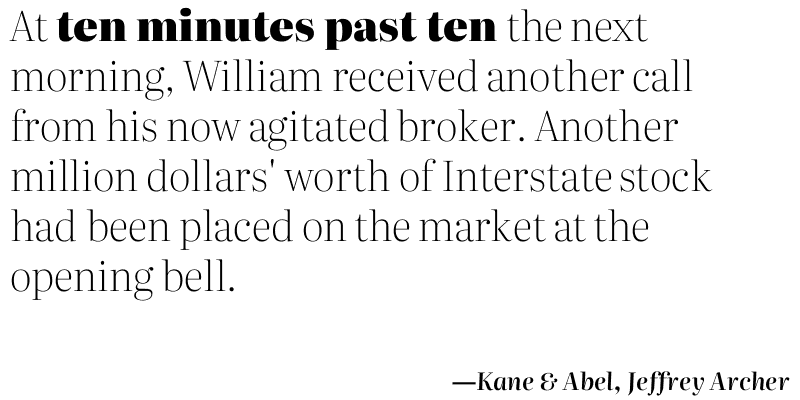 At ten minutes past ten the next
morning, William received another call
from his now agitated broker. Another
million dollars' worth of Interstate stock
had been placed on the market at the
opening bell.
—Kane & Abel, Jeffrey Archer